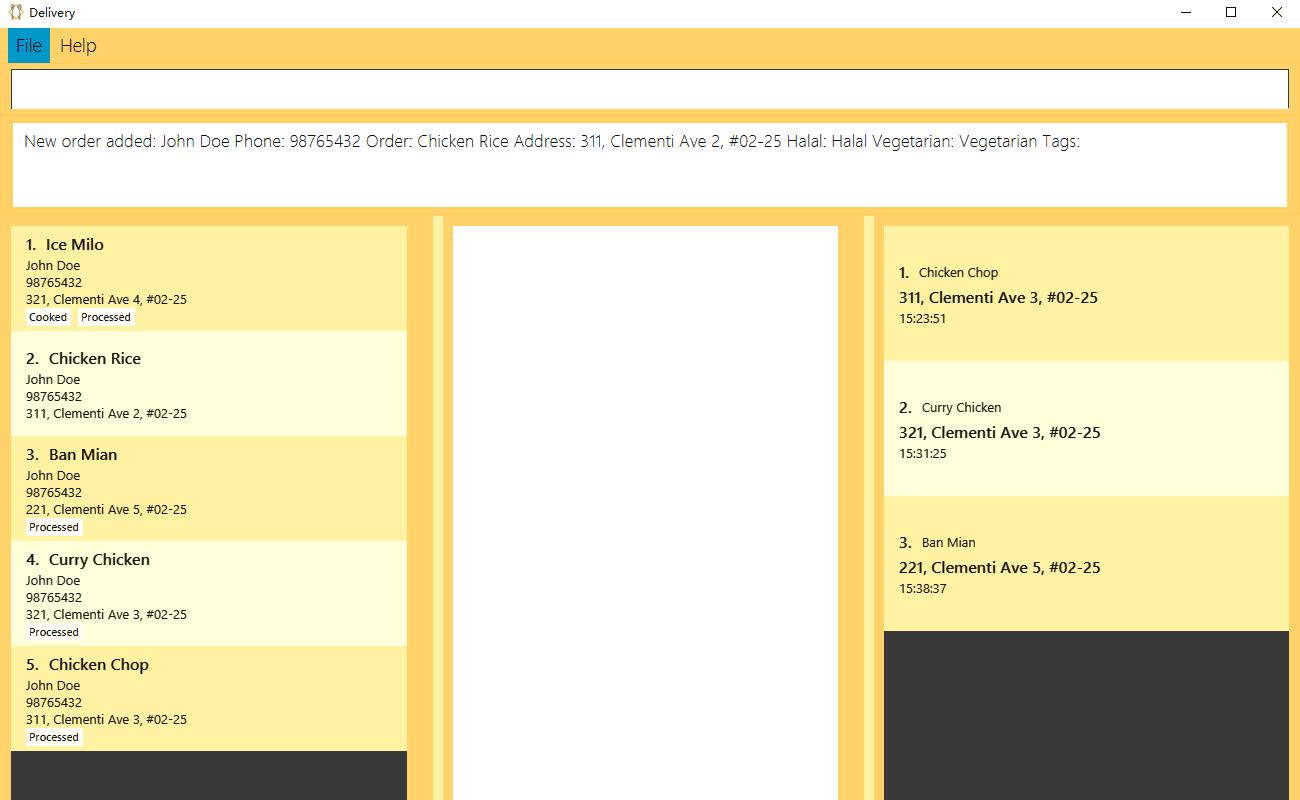 Delivery
File Help
New order added: John Doe Phone: 98765432 Order: Chicken Rice Address: 311, Clementi Ave 2, #02-25 Halal: Halal Vegetarian: Vegetarian Tags:
1. Ice Milo
John Doe
98765432
321, Clementi Ave 4, #02-25
Cooked Processed
2. Chicken Rice
John Doe
98765432
311, Clementi Ave 2, #02-25
3. Ban Mian
John Doe
98765432
221, Clementi Ave 5, #02-25
Processed
4. Curry Chicken
John Doe
98765432
321, Clementi Ave 3, #02-25
Processed
5. Chicken Chop
John Doe
98765432
311, Clementi Ave 3, #02-25
Processed
1. Chicken Chop
311, Clementi Ave 3, #02-25
15:23:51
2. Curry Chicken
321, Clementi Ave 3, #02-25
15:31:25
3. Ban Mian
221, Clementi Ave 5, #02-25
15:38:37